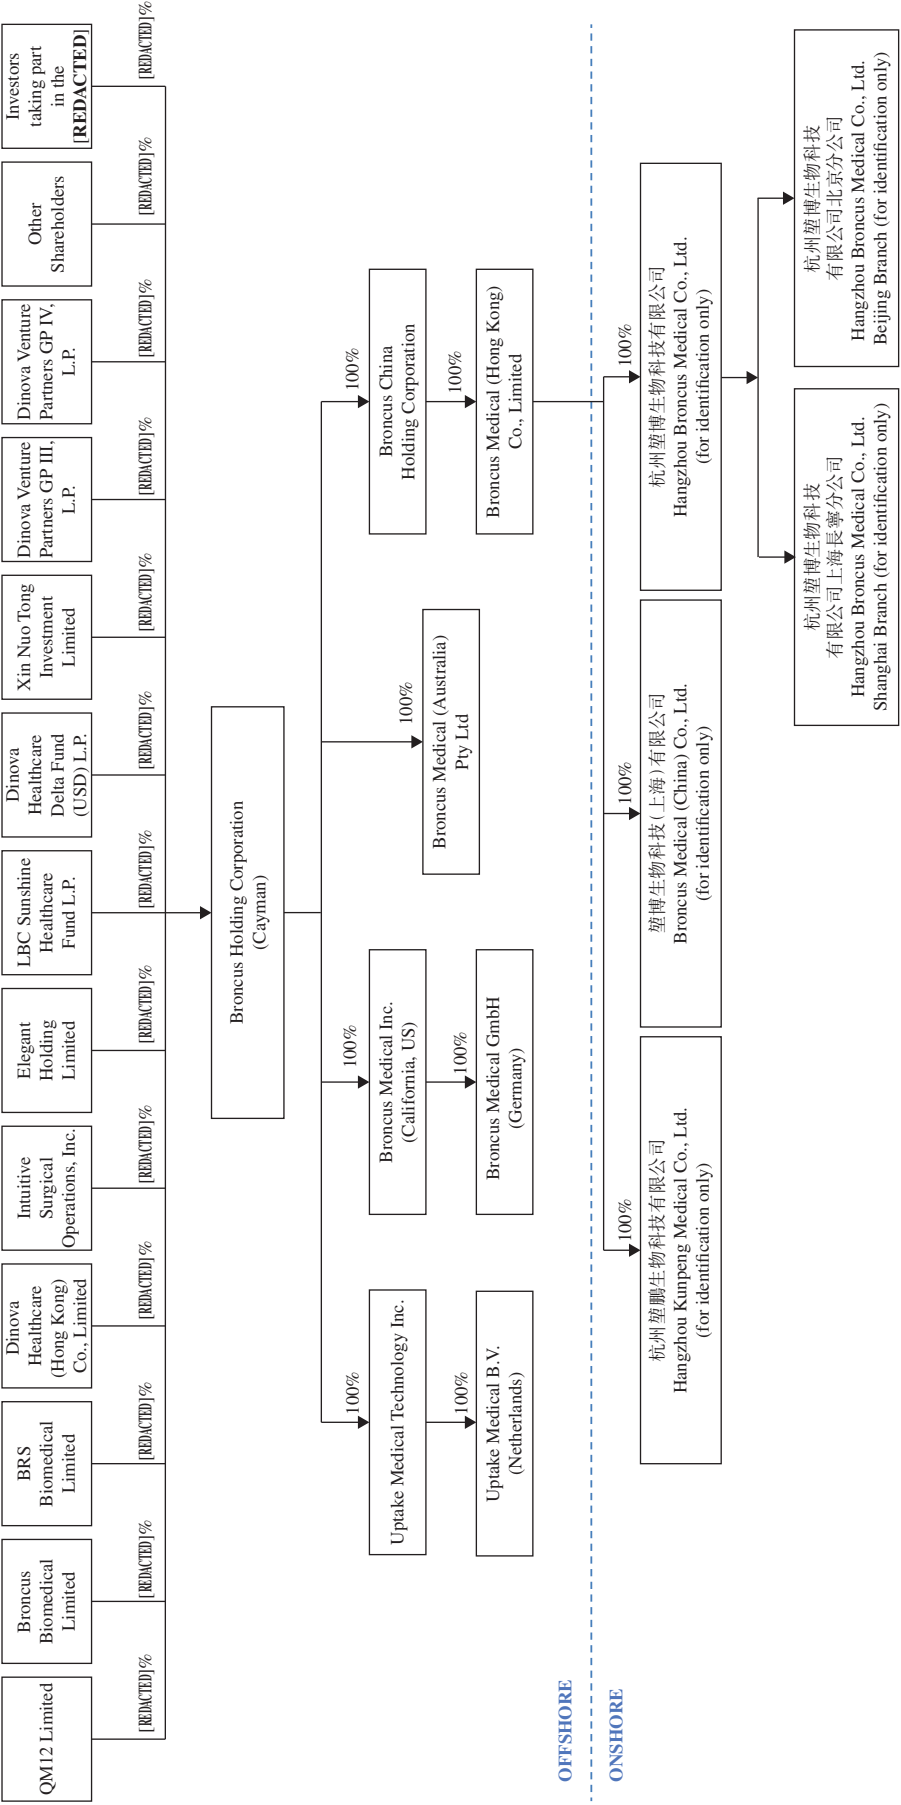 QM12 Limited
Broncus
Biomedical
Limited
BRS
Biomedical
Limited
Dinova
Healthcare
(Hong Kong)
Co., Limited
Intuitive
Surgical
Operations, Inc.
Elegant
Holding
Limited
LBC Sunshine
Healthcare
Fund L.P.
Dinova
Healthcare
Delta Fund
(USD) L.P.
Xin Nuo Tong
Investment
Limited
Dinova Venture
Partners GP III,
L.P.
Dinova Venture
Partners GP IV,
L.P.
Other
Shareholders
Investors
taking part
in the
[REDACTED]
[REDACTED]%
[REDACTED]%
[REDACTED]%
[REDACTED]%
[REDACTED]%
[REDACTED]%
[REDACTED]%
[REDACTED]%
[REDACTED]%
[REDACTED]%
[REDACTED]%
[REDACTED]%
[REDACTED]%
Broncus Holding Corporation
(Cayman)
100%
100%
100%
100%
Uptake Medical Technology Inc.
Broncus Medical Inc.
(California, US)
Broncus Medical (Australia)
Pty Ltd
Broncus China
Holding Corporation
100%
100%
100%
Uptake Medical B.V.
(Netherlands)
Broncus Medical GmbH
(Germany)
Broncus Medical (Hong Kong)
Co., Limited
OFFSHORE
ONSHORE
100%
100%
100%
杭州堃鵬生物科技有限公司
Hangzhou Kunpeng Medical Co., Ltd.
(for identification only)
堃博生物科技(上海)有限公司
Broncus Medical (China) Co., Ltd.
(for identification only)
杭州堃博生物科技有限公司
Hangzhou Broncus Medical Co., Ltd.
(for identification only)
杭州堃博生物科技
有限公司上海長寧分公司
Hangzhou Broncus Medical Co., Ltd.
Shanghai Branch (for identification only)
杭州堃博生物科技
有限公司北京分公司
Hangzhou Broncus Medical Co., Ltd.
Beijing Branch (for identification only)